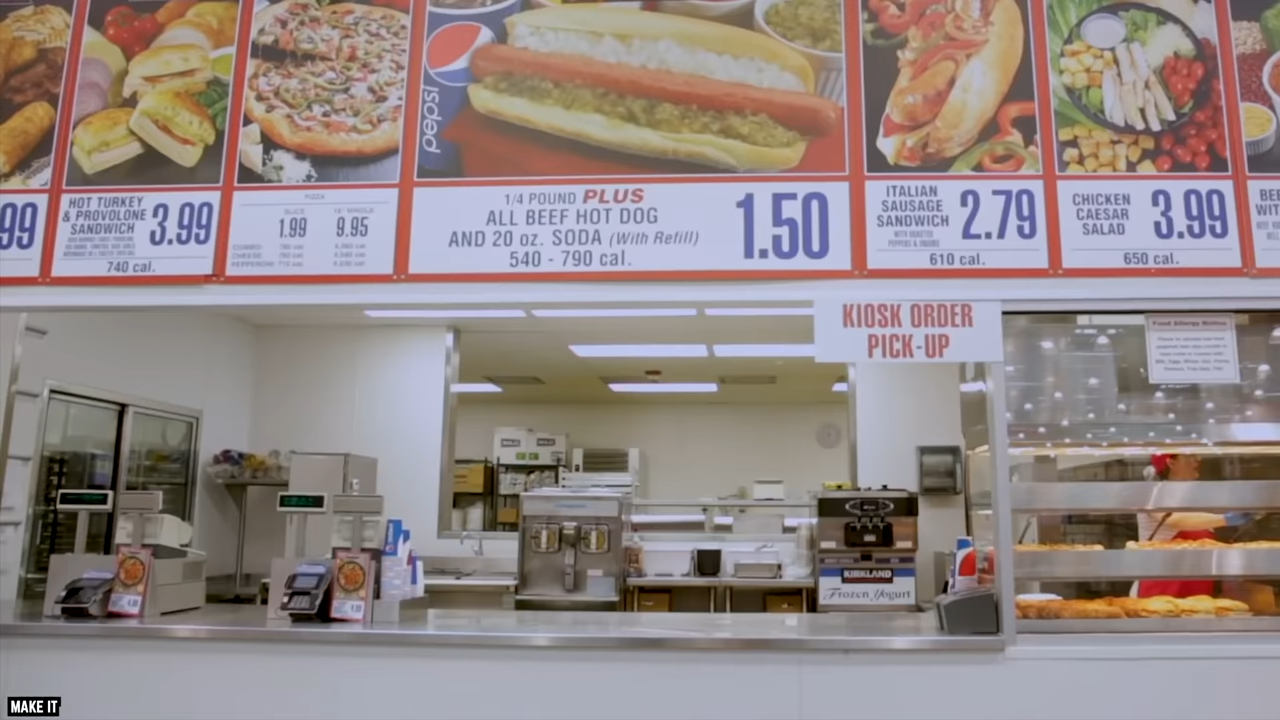 pepsi
99
HOT TURKEY
& PROVOLONE
SANDWICH
3.99
740 cal.
PIZZA
SLICE
1.99
WHOLE
9.95
1/4 POUND PLUS
ALL BEEF HOT DOG
AND 20 oz. SODA (With Refill)
540 - 790 cal.
1.50
ITALIAN
SAUSAGE
SANDWICH
2.79
610 cal.
CHICKEN
CAESAR
SALAD
3.99
650 cal.
KIOSK ORDER
PICK-UP
Food Allergy Notice
KIRKLAND
Frozen Yogurt
MAKE IT